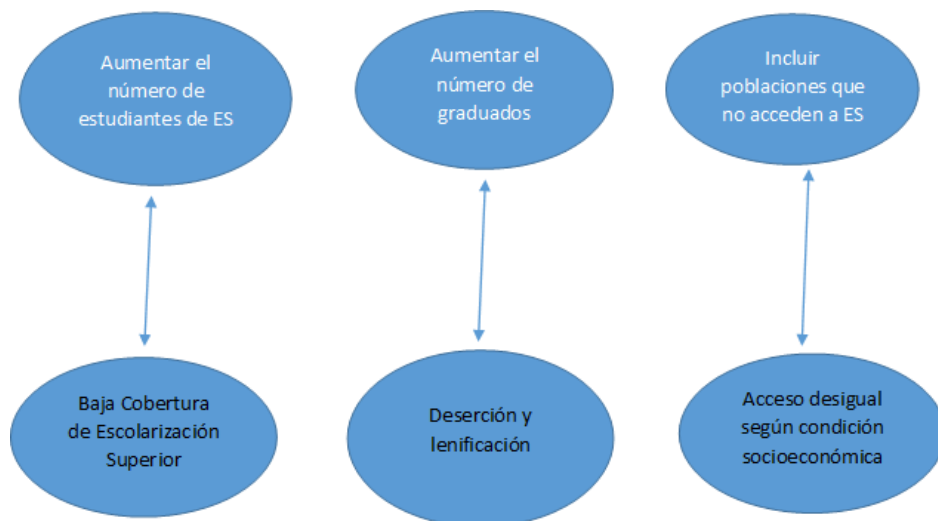 Aumentar el
número de
estudiantes de ES
Aumentar el
número de
graduados
Incluir
poblaciones que
no acceden a ES
Baja Cobertura
de Escolarización
Superior
Deserción y
lenificación
Acceso desigual
según condición
socioeconómica